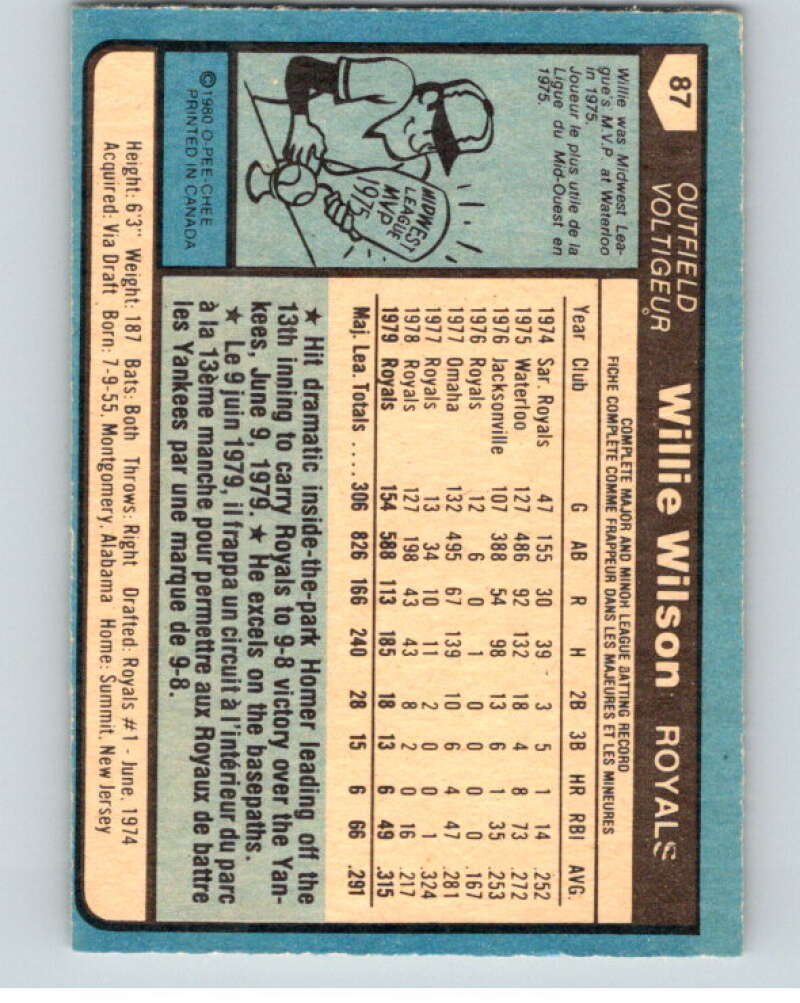 87
OUTFIELD
VOLTIGEUR
Willie Wilson ROYALS
Willie was Midwest Lea-
gue's M.V.P. at Waterloo
in 1975.
Joueur le plus utile de la
Ligue du Mid-Ouest en
1975.
MIDWEST
LEAGUE
MVP
1975
© 1980 O-PEE-CHEE
PRINTED IN CANADA
COMPLETE MAJOR AND MINOR LEAGUE BATTING RECORD
FICHE COMPLÈTE COMME FRAPPEUR DANS LES MAJEURES ET LES MINEURES
Year Club G AB R H 2B 3B HR RBI AVG.
1974 Sar. Royals 47 155 30 39 3 5 1 14 .252
1975 Waterloo 127 486 92 132 18 4 8 73 .272
1976 Jacksonville 107 388 54 98 13 6 1 35 .253
1976 Royals 12 6 0 1 0 0 0 0 .167
1977 Omaha 132 495 67 139 10 6 4 47 .281
1977 Royals 13 34 10 11 2 0 0 1 .324
1978 Royals 127 198 43 43 8 2 0 16 .217
1979 Royals 154 588 113 185 18 13 6 49 .315
Maj. Lea. Totals .... 306 826 166 240 28 15 6 66 .291
★ Hit dramatic inside-the-park Homer leading off the
13th inning to carry Royals to 9-8 victory over the Yan-
kees, June 9, 1979. ★ He excels on the basepaths.
★ Le 9 juin 1979, il frappa un circuit à l'intérieur du parc
à la 13ème manche pour permettre aux Royaux de battre
les Yankees par une marque de 9-8.
Height: 6'3" Weight: 187 Bats: Both Throws: Right Drafted: Royals #1 - June, 1974
Acquired: Via Draft Born: 7-9-55, Montgomery, Alabama Home: Summit, New Jersey